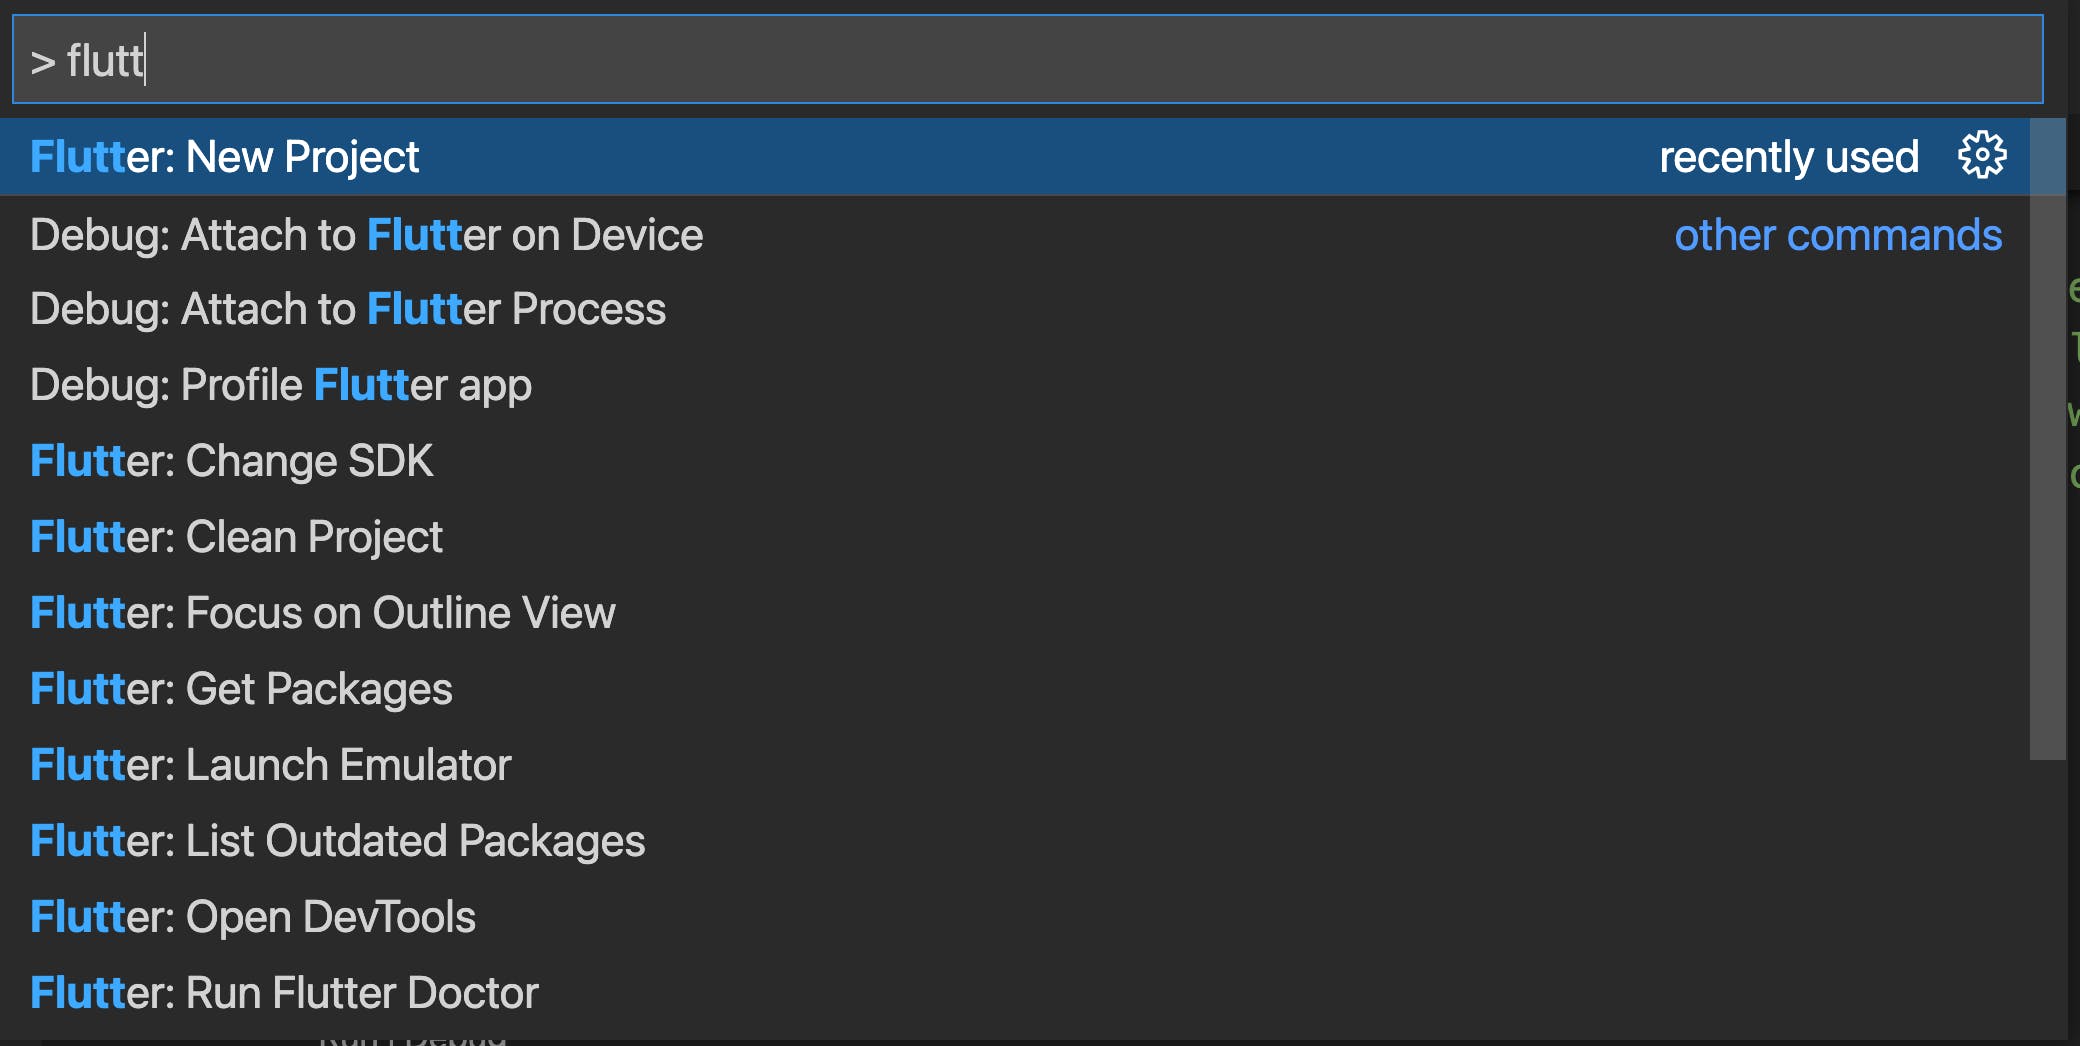 > flutt
Flutter: New Project recently used
Debug: Attach to Flutter on Device other commands
Debug: Attach to Flutter Process
Debug: Profile Flutter app
Flutter: Change SDK
Flutter: Clean Project
Flutter: Focus on Outline View
Flutter: Get Packages
Flutter: Launch Emulator
Flutter: List Outdated Packages
Flutter: Open DevTools
Flutter: Run Flutter Doctor